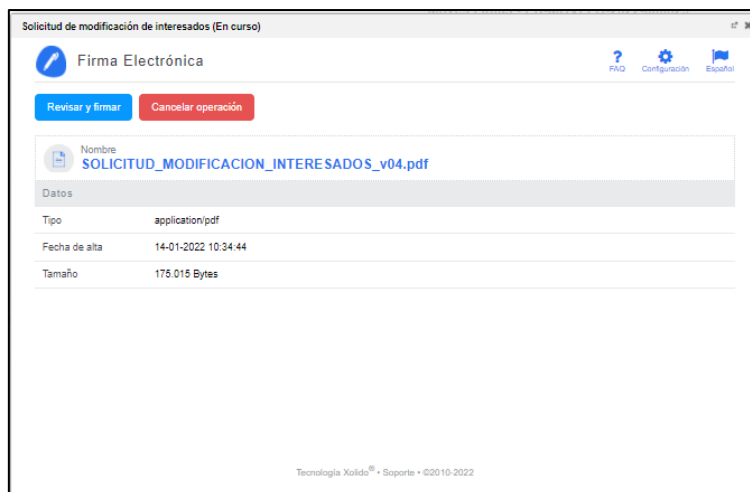 Solicitud de modificación de interesados (En curso)
Firma Electrónica
? FAQ
Configuración
Español
Revisar y firmar
Cancelar operación
Nombre
SOLICITUD_MODIFICACION_INTERESADOS_v04.pdf
Datos
Tipo application/pdf
Fecha de alta 14-01-2022 10:34:44
Tamaño 175.015 Bytes
Tecnología Xolido® • Soporte • ©2010-2022